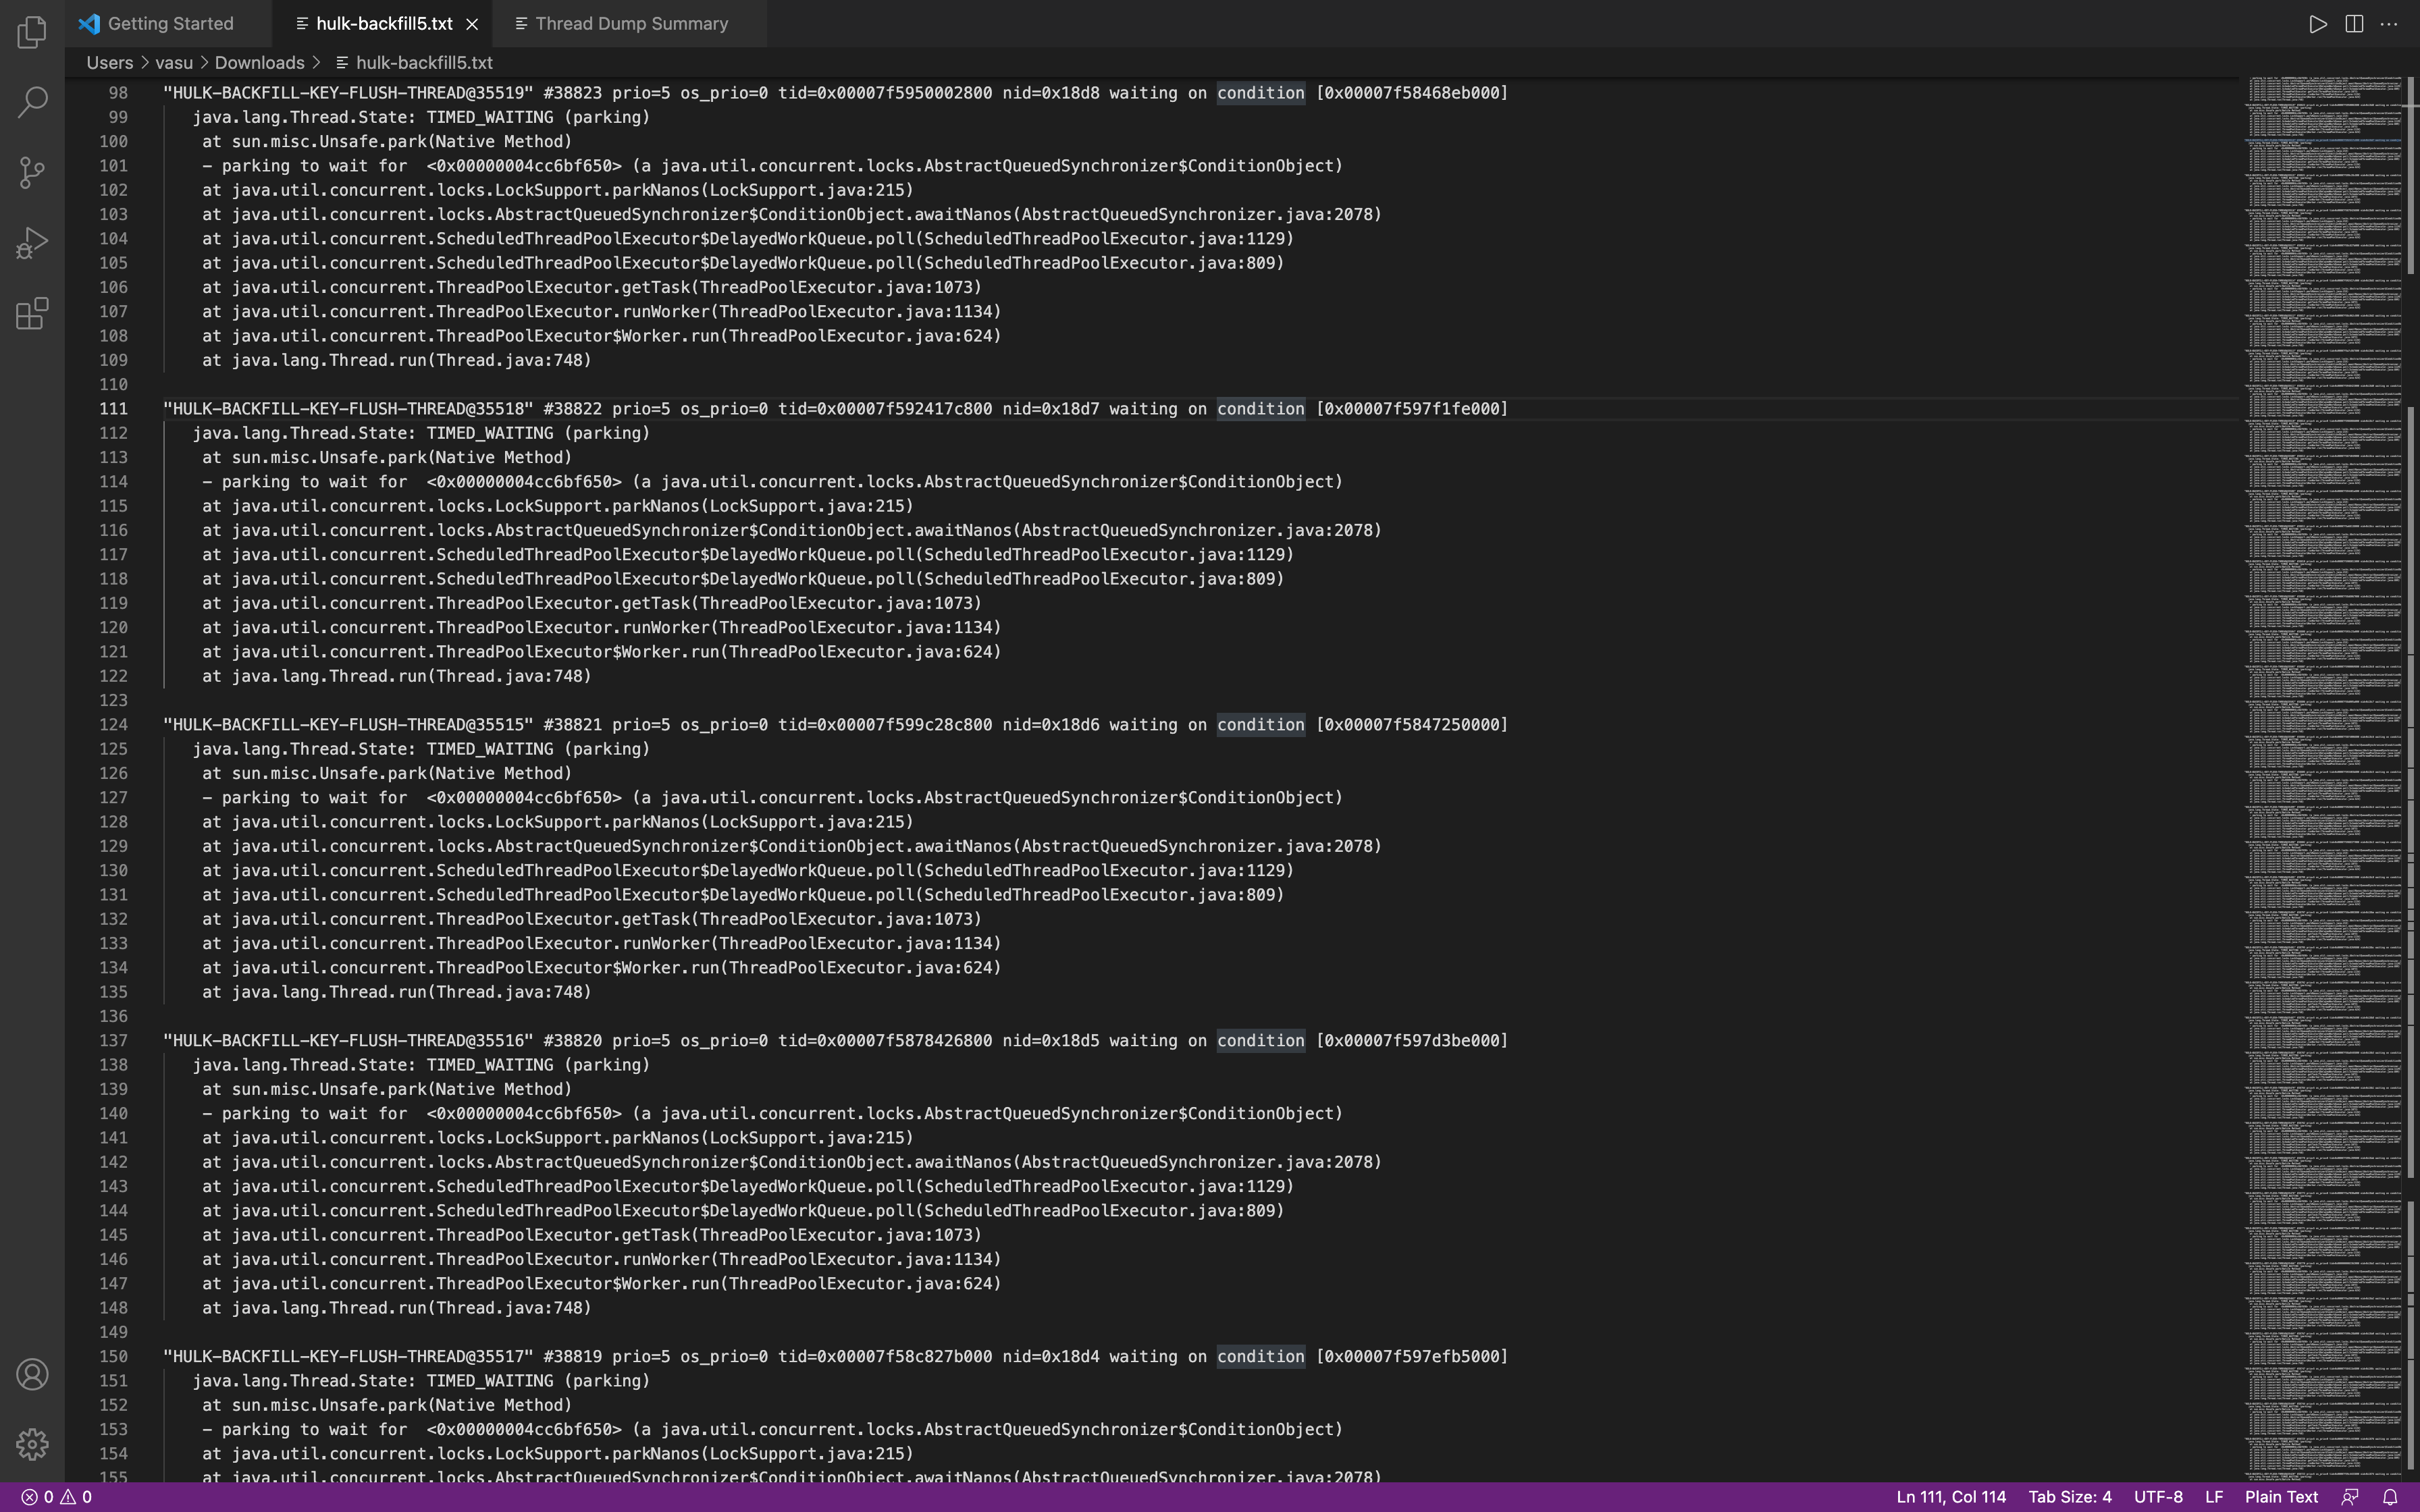 Getting Started
hulk-backfill5.txt
Thread Dump Summary
Users > vasu > Downloads > hulk-backfill5.txt
98 "HULK-BACKFILL-KEY-FLUSH-THREAD@35519" #38823 prio=5 os_prio=0 tid=0x00007f5950002800 nid=0x18d8 waiting on condition [0x00007f58468eb000]
99 java.lang.Thread.State: TIMED_WAITING (parking)
100 at sun.misc.Unsafe.park(Native Method)
101 - parking to wait for <0x00000004cc6bf650> (a java.util.concurrent.locks.AbstractQueuedSynchronizer$ConditionObject)
102 at java.util.concurrent.locks.LockSupport.parkNanos(LockSupport.java:215)
103 at java.util.concurrent.locks.AbstractQueuedSynchronizer$ConditionObject.awaitNanos(AbstractQueuedSynchronizer.java:2078)
104 at java.util.concurrent.ScheduledThreadPoolExecutor$DelayedWorkQueue.poll(ScheduledThreadPoolExecutor.java:1129)
105 at java.util.concurrent.ScheduledThreadPoolExecutor$DelayedWorkQueue.poll(ScheduledThreadPoolExecutor.java:809)
106 at java.util.concurrent.ThreadPoolExecutor.getTask(ThreadPoolExecutor.java:1073)
107 at java.util.concurrent.ThreadPoolExecutor.runWorker(ThreadPoolExecutor.java:1134)
108 at java.util.concurrent.ThreadPoolExecutor$Worker.run(ThreadPoolExecutor.java:624)
109 at java.lang.Thread.run(Thread.java:748)
110
111 "HULK-BACKFILL-KEY-FLUSH-THREAD@35518" #38822 prio=5 os_prio=0 tid=0x00007f592417c800 nid=0x18d7 waiting on condition [0x00007f597f1fe000]
112 java.lang.Thread.State: TIMED_WAITING (parking)
113 at sun.misc.Unsafe.park(Native Method)
114 - parking to wait for <0x00000004cc6bf650> (a java.util.concurrent.locks.AbstractQueuedSynchronizer$ConditionObject)
115 at java.util.concurrent.locks.LockSupport.parkNanos(LockSupport.java:215)
116 at java.util.concurrent.locks.AbstractQueuedSynchronizer$ConditionObject.awaitNanos(AbstractQueuedSynchronizer.java:2078)
117 at java.util.concurrent.ScheduledThreadPoolExecutor$DelayedWorkQueue.poll(ScheduledThreadPoolExecutor.java:1129)
118 at java.util.concurrent.ScheduledThreadPoolExecutor$DelayedWorkQueue.poll(ScheduledThreadPoolExecutor.java:809)
119 at java.util.concurrent.ThreadPoolExecutor.getTask(ThreadPoolExecutor.java:1073)
120 at java.util.concurrent.ThreadPoolExecutor.runWorker(ThreadPoolExecutor.java:1134)
121 at java.util.concurrent.ThreadPoolExecutor$Worker.run(ThreadPoolExecutor.java:624)
122 at java.lang.Thread.run(Thread.java:748)
123
124 "HULK-BACKFILL-KEY-FLUSH-THREAD@35515" #38821 prio=5 os_prio=0 tid=0x00007f599c28c800 nid=0x18d6 waiting on condition [0x00007f5847250000]
125 java.lang.Thread.State: TIMED_WAITING (parking)
126 at sun.misc.Unsafe.park(Native Method)
127 - parking to wait for <0x00000004cc6bf650> (a java.util.concurrent.locks.AbstractQueuedSynchronizer$ConditionObject)
128 at java.util.concurrent.locks.LockSupport.parkNanos(LockSupport.java:215)
129 at java.util.concurrent.locks.AbstractQueuedSynchronizer$ConditionObject.awaitNanos(AbstractQueuedSynchronizer.java:2078)
130 at java.util.concurrent.ScheduledThreadPoolExecutor$DelayedWorkQueue.poll(ScheduledThreadPoolExecutor.java:1129)
131 at java.util.concurrent.ScheduledThreadPoolExecutor$DelayedWorkQueue.poll(ScheduledThreadPoolExecutor.java:809)
132 at java.util.concurrent.ThreadPoolExecutor.getTask(ThreadPoolExecutor.java:1073)
133 at java.util.concurrent.ThreadPoolExecutor.runWorker(ThreadPoolExecutor.java:1134)
134 at java.util.concurrent.ThreadPoolExecutor$Worker.run(ThreadPoolExecutor.java:624)
135 at java.lang.Thread.run(Thread.java:748)
136
137 "HULK-BACKFILL-KEY-FLUSH-THREAD@35516" #38820 prio=5 os_prio=0 tid=0x00007f5878426800 nid=0x18d5 waiting on condition [0x00007f597d3be000]
138 java.lang.Thread.State: TIMED_WAITING (parking)
139 at sun.misc.Unsafe.park(Native Method)
140 - parking to wait for <0x00000004cc6bf650> (a java.util.concurrent.locks.AbstractQueuedSynchronizer$ConditionObject)
141 at java.util.concurrent.locks.LockSupport.parkNanos(LockSupport.java:215)
142 at java.util.concurrent.locks.AbstractQueuedSynchronizer$ConditionObject.awaitNanos(AbstractQueuedSynchronizer.java:2078)
143 at java.util.concurrent.ScheduledThreadPoolExecutor$DelayedWorkQueue.poll(ScheduledThreadPoolExecutor.java:1129)
144 at java.util.concurrent.ScheduledThreadPoolExecutor$DelayedWorkQueue.poll(ScheduledThreadPoolExecutor.java:809)
145 at java.util.concurrent.ThreadPoolExecutor.getTask(ThreadPoolExecutor.java:1073)
146 at java.util.concurrent.ThreadPoolExecutor.runWorker(ThreadPoolExecutor.java:1134)
147 at java.util.concurrent.ThreadPoolExecutor$Worker.run(ThreadPoolExecutor.java:624)
148 at java.lang.Thread.run(Thread.java:748)
149
150 "HULK-BACKFILL-KEY-FLUSH-THREAD@35517" #38819 prio=5 os_prio=0 tid=0x00007f58c827b000 nid=0x18d4 waiting on condition [0x00007f597efb5000]
151 java.lang.Thread.State: TIMED_WAITING (parking)
152 at sun.misc.Unsafe.park(Native Method)
153 - parking to wait for <0x00000004cc6bf650> (a java.util.concurrent.locks.AbstractQueuedSynchronizer$ConditionObject)
154 at java.util.concurrent.locks.LockSupport.parkNanos(LockSupport.java:215)
155 at java.util.concurrent.locks.AbstractQueuedSynchronizer$ConditionObject.awaitNanos(AbstractQueuedSynchronizer.java:2078)
0 0 Ln 111, Col 114 Tab Size: 4 UTF-8 LF Plain Text